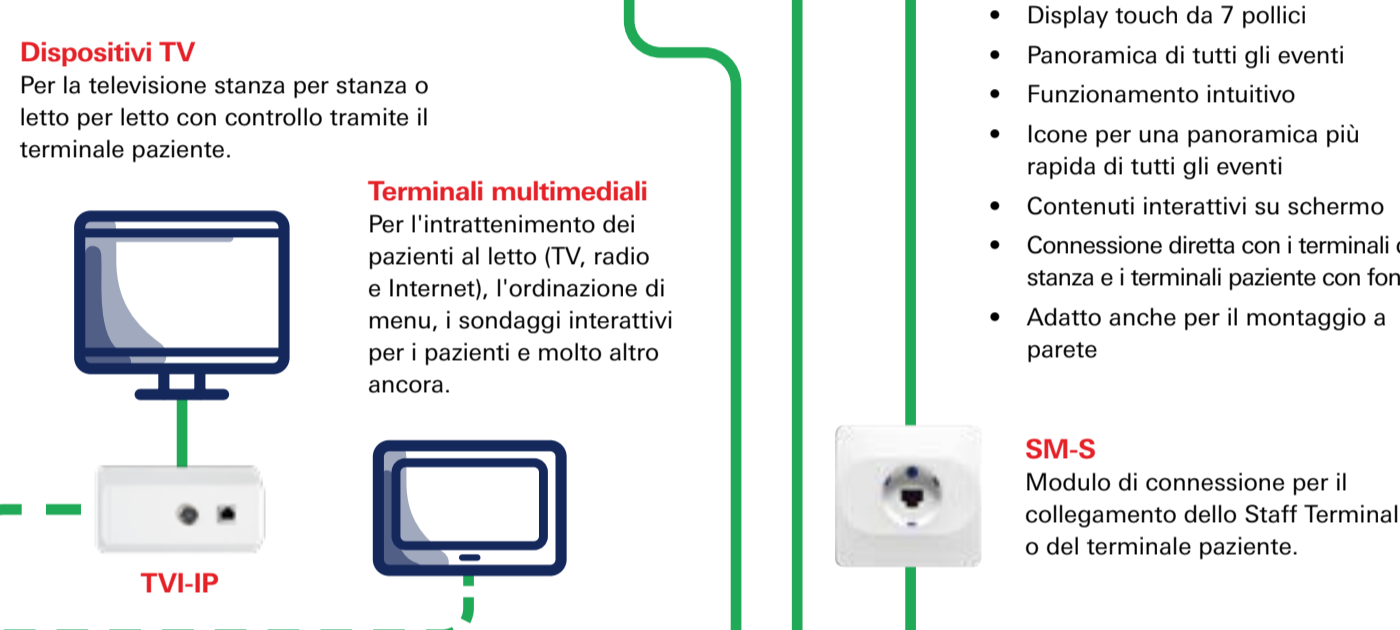 Dispositivi TV
Per la televisione stanza per stanza o
letto per letto con controllo tramite il
terminale paziente.
Terminali multimediali
Per l'intrattenimento dei
pazienti al letto (TV, radio
e Internet), l'ordinazione di
menu, i sondaggi interattivi
per i pazienti e molto altro
ancora.
TVI-IP
• Display touch da 7 pollici
• Panoramica di tutti gli eventi
• Funzionamento intuitivo
• Icone per una panoramica più
rapida di tutti gli eventi
• Contenuti interattivi su schermo
• Connessione diretta con i terminali
stanza e i terminali paziente con
• Adatto anche per il montaggio a
parete
SM-S
Modulo di connessione per il
collegamento dello Staff Terminal
o del terminale paziente.